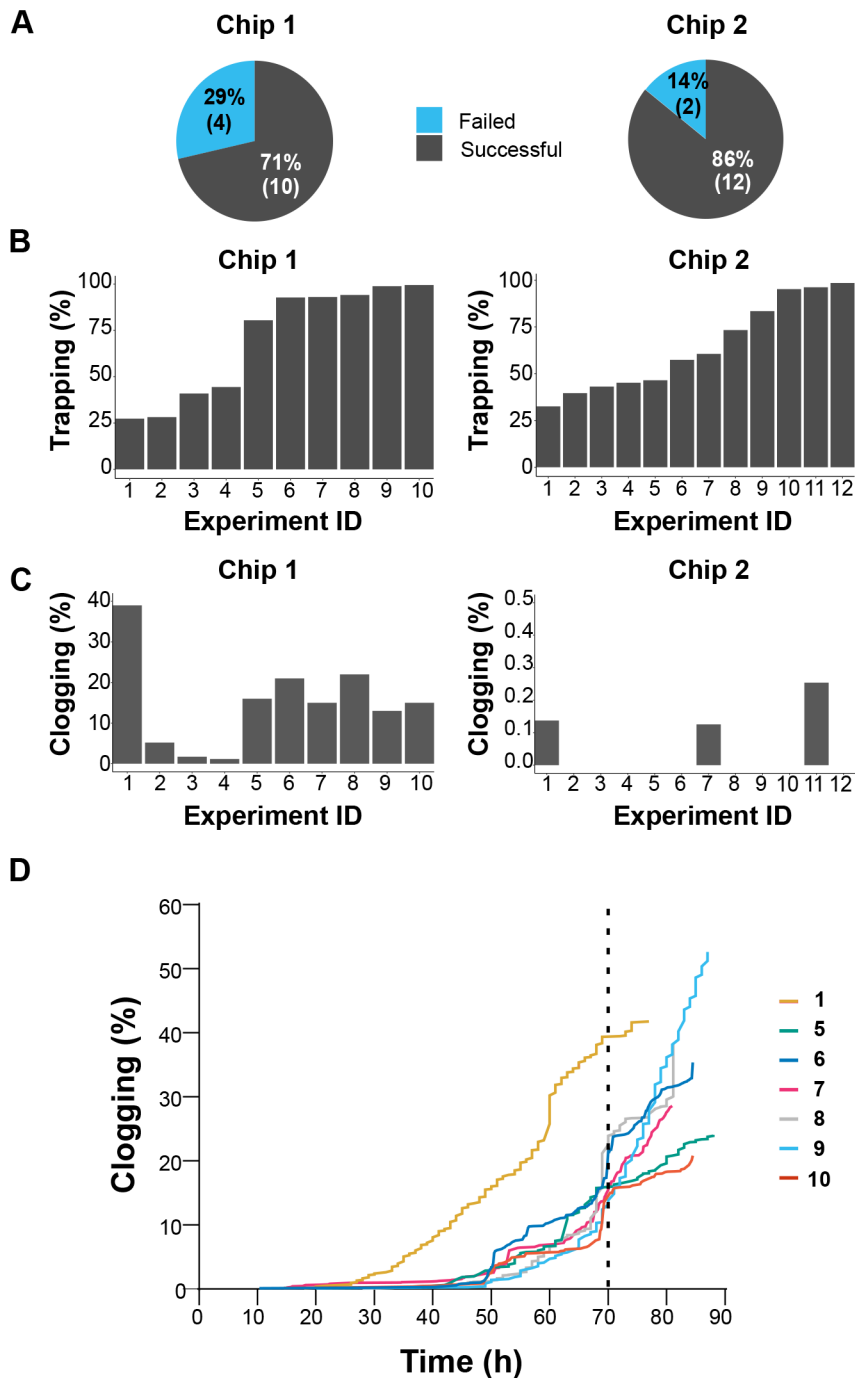 A
Chip 1
Chip 2
29%
(4)
71%
(10)
Failed
Successful
14%
(2)
86%
(12)
B
Chip 1
Chip 2
Trapping (%)
100
75
50
25
0
1 2 3 4 5 6 7 8 9 10
Experiment ID
Trapping (%)
100
75
50
25
0
1 2 3 4 5 6 7 8 9 10 11 12
Experiment ID
C
Chip 1
Chip 2
Clogging (%)
40
30
20
10
0
1 2 3 4 5 6 7 8 9 10
Experiment ID
Clogging (%)
0.5
0.4
0.3
0.2
0.1
0.0
1 2 3 4 5 6 7 8 9 10 11 12
Experiment ID
D
Clogging (%)
60
50
40
30
20
10
0
0 10 20 30 40 50 60 70 80 90
Time (h)
1
5
6
7
8
9
10